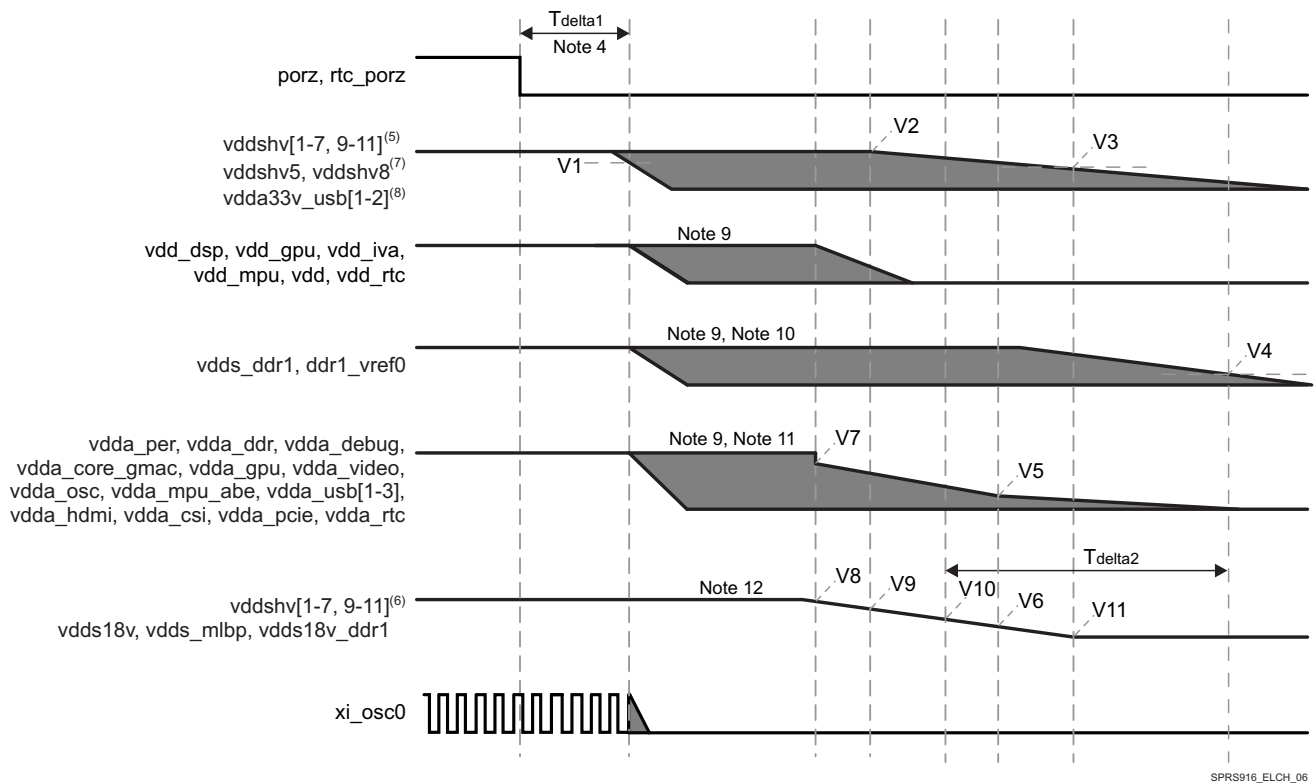 Tdelta1
Note 4
porz, rtc_porz
vddshv[1-7, 9-11](5)
vddshv5, vddshv8(7)
vdda33v_usb[1-2](8)
V1
V2
V3
vdd_dsp, vdd_gpu, vdd_iva,
vdd_mpu, vdd, vdd_rtc
Note 9
vdds_ddr1, ddr1_vref0
Note 9, Note 10
V4
vdda_per, vdda_ddr, vdda_debug,
vdda_core_gmac, vdda_gpu, vdda_video,
vdda_osc, vdda_mpu_abe, vdda_usb[1-3],
vdda_hdmi, vdda_csi, vdda_pcie, vdda_rtc
Note 9, Note 11
V7
V5
Tdelta2
vddshv[1-7, 9-11](6)
vdds18v, vdds_mlbp, vdds18v_ddr1
Note 12
V8
V9
V10
V6
V11
xi_osc0
SPRS916_ELCH_06